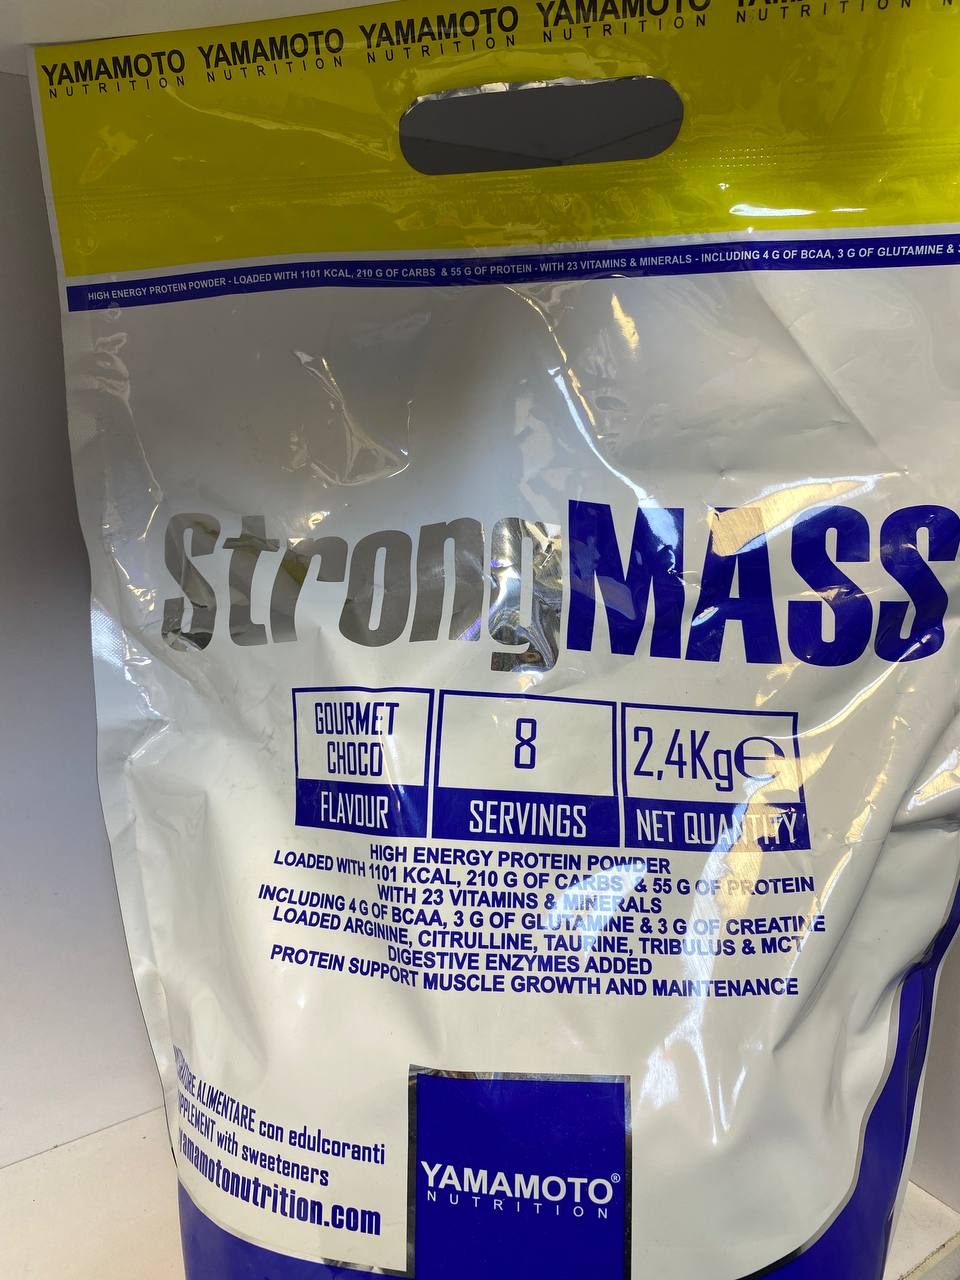 YAMAMOTO YAMAMOTO YAMAMOTO YAMAMOTO
NUTRITION NUTRITION NUTRITION NUTRITION NUTRITION
HIGH ENERGY PROTEIN POWDER - LOADED WITH 1101 KCAL, 210 G OF CARBS & 55 G OF PROTEIN - WITH 23 VITAMINS & MINERALS - INCLUDING 4 G OF BCAA, 3 G OF GLUTAMINE &
StrongMASS
GOURMET
CHOCO
FLAVOUR
8
SERVINGS
2,4Kg℮
NET QUANTITY
HIGH ENERGY PROTEIN POWDER
LOADED WITH 1101 KCAL, 210 G OF CARBS & 55 G OF PROTEIN
WITH 23 VITAMINS & MINERALS
INCLUDING 4 G OF BCAA, 3 G OF GLUTAMINE & 3 G OF CREATINE
LOADED ARGININE, CITRULLINE, TAURINE, TRIBULUS & MCT
DIGESTIVE ENZYMES ADDED
PROTEIN SUPPORT MUSCLE GROWTH AND MAINTENANCE
ALIMENTARE con edulcoranti
with sweeteners
yamamotonutrition.com
YAMAMOTO®
NUTRITION